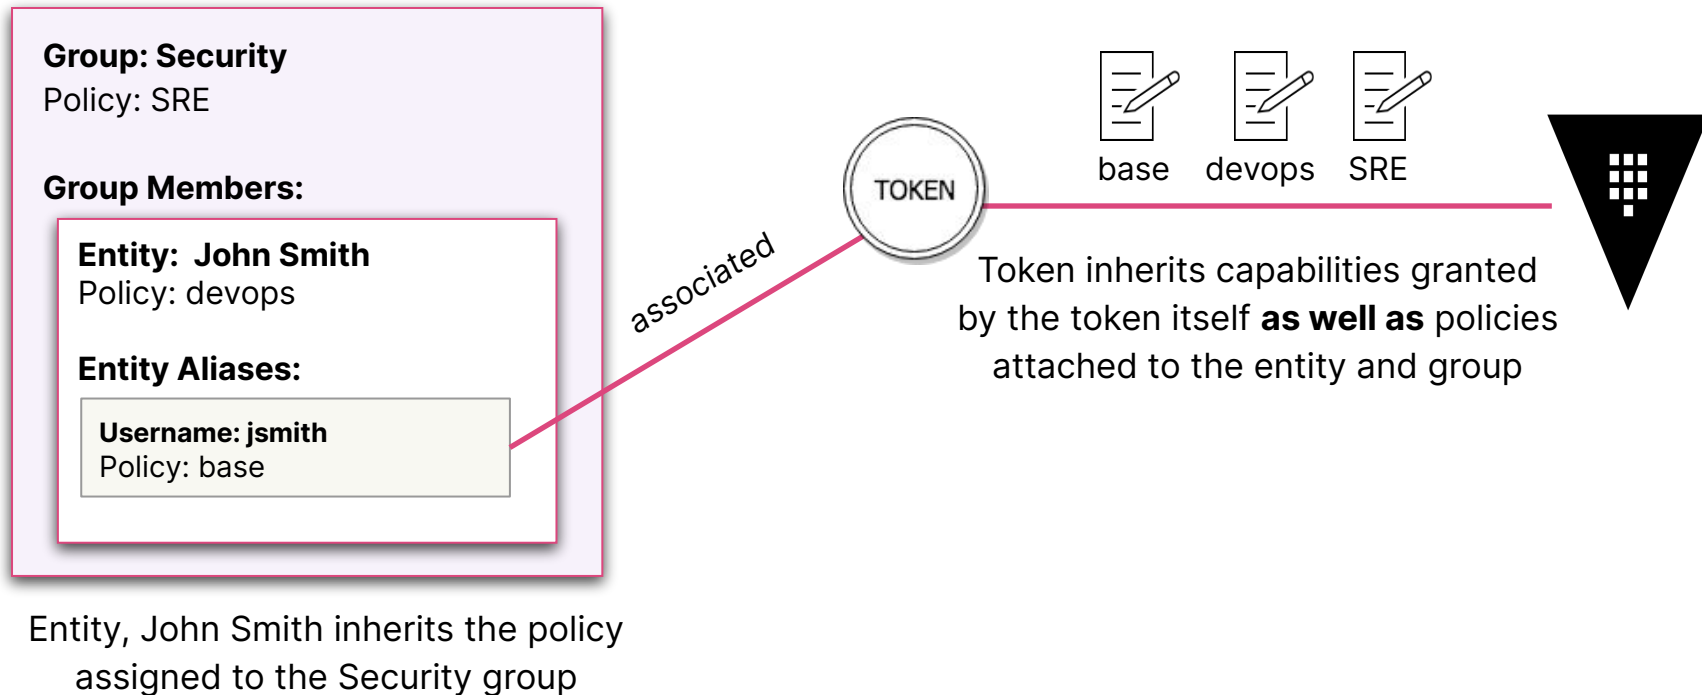 Group: Security
Policy: SRE
Group Members:
Entity: John Smith
Policy: devops
Entity Aliases:
Username: jsmith
Policy: base
Entity, John Smith inherits the policy
assigned to the Security group
associated
TOKEN
base devops SRE
Token inherits capabilities granted
by the token itself as well as policies
attached to the entity and group